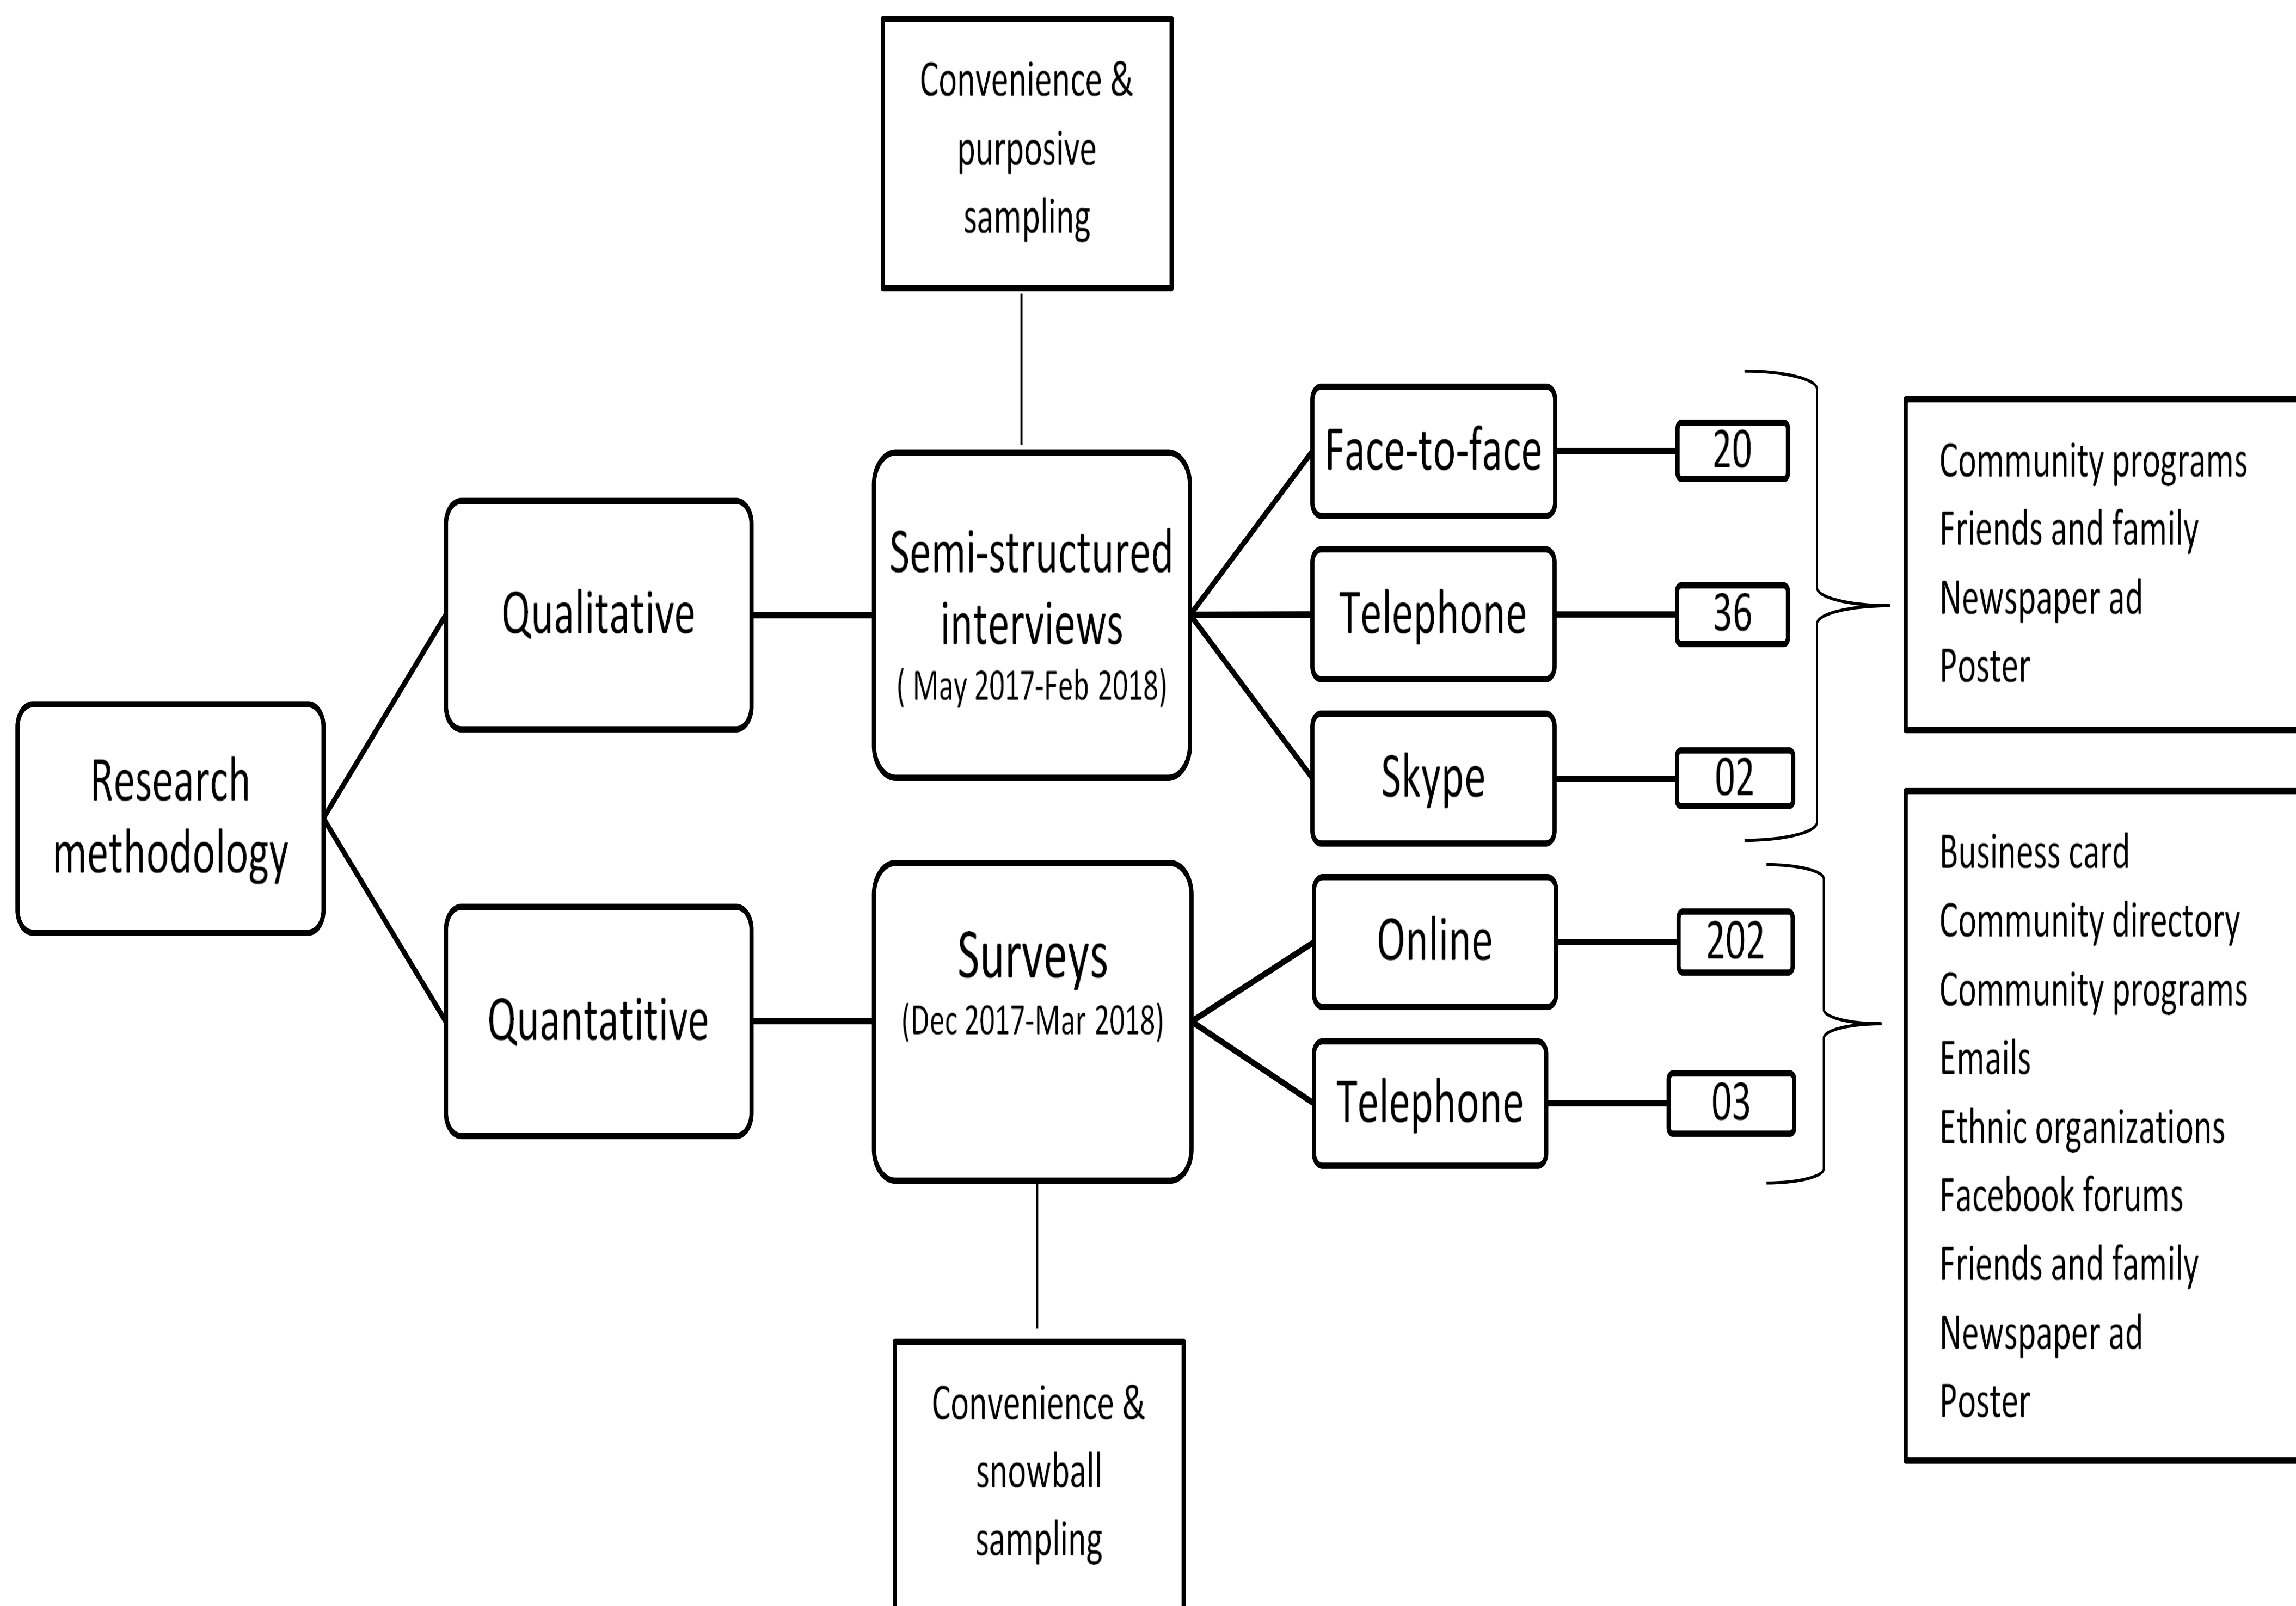 Convenience &
purposive
sampling
Research
methodology
Qualitative
Semi-structured
interviews
( May 2017-Feb 2018)
Face-to-face
20
Telephone
36
Skype
02
Community programs
Friends and family
Newspaper ad
Poster
Quantatitive
Surveys
(Dec 2017-Mar 2018)
Online
202
Telephone
03
Business card
Community directory
Community programs
Emails
Ethnic organizations
Facebook forums
Friends and family
Newspaper ad
Poster
Convenience &
snowball
sampling